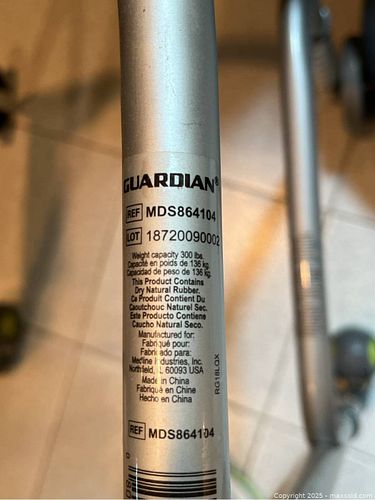 GUARDIAN®
REF MDS864104
LOT 18720090002
Weight capacity 300 lbs.
Capacité en poids de 136 kg.
Capacidad de peso de 136 kg.
This Product Contains
Dry Natural Rubber.
Ce Produit Contient Du
Caoutchouc Naturel Sec.
Este Producto Contiene
Caucho Natural Seco.
Manufactured for:
Fabriqué pour:
Fabricado para:
Medline Industries, Inc.
Northfield, IL 60093 USA
Made in China
Fabriqué en Chine
Hecho en China
RG18LQX
REF MDS864104
Copyright 2025 - maxsold.com